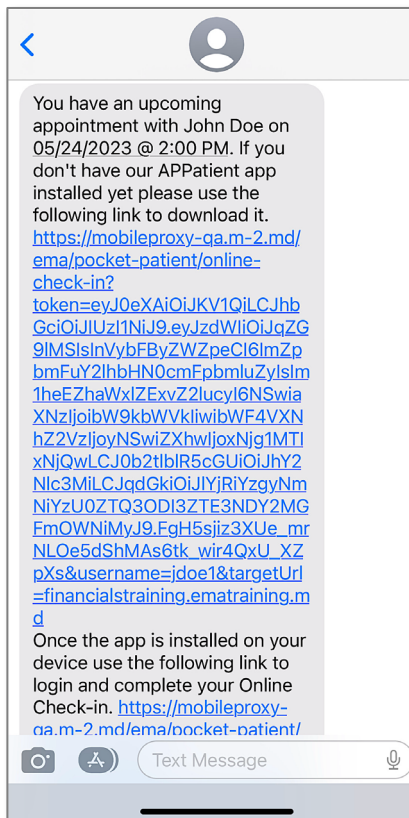 You have an upcoming
appointment with John Doe on
05/24/2023 @ 2:00 PM. If you
don't have our APPatient app
installed yet please use the
following link to download it.
https://mobileproxy-qa.m-2.md/
ema/pocket-patient/online-
check-in?
token=eyJ0eXAiOiJKV1QiLCJhb
GciOiJIUzI1NiJ9.eyJzdWIiOiJqZG
9lMSIsInVybFByZWZpeCI6ImZp
bmFuY2lhbHN0cmFpbmluZyIsIm
1heEZhaWxlZExvZ2lucyI6NSwia
XNzIjoibW9kbWVkIiwibWF4VXN
hZ2VzIjoyNSwiZXhwIjoxNjg1MTI
xNjQwLCJ0b2tlblR5cGUiOiJhY2
Nlc3MiLCJqdGkiOiJlYjRiYzgyNm
NiYzU0ZTQ3ODI3ZTE3NDY2MG
FmOWNiMyJ9.FgH5sjiz3XUe_mr
NLOe5dShMAs6tk_wir4QxU_XZ
pXs&username=jdoe1&targetUrl
=financialstraining.ematraining.m
d
Once the app is installed on your
device use the following link to
login and complete your Online
Check-in. https://mobileproxy-
qa.m-2.md/ema/pocket-patient/
Text Message